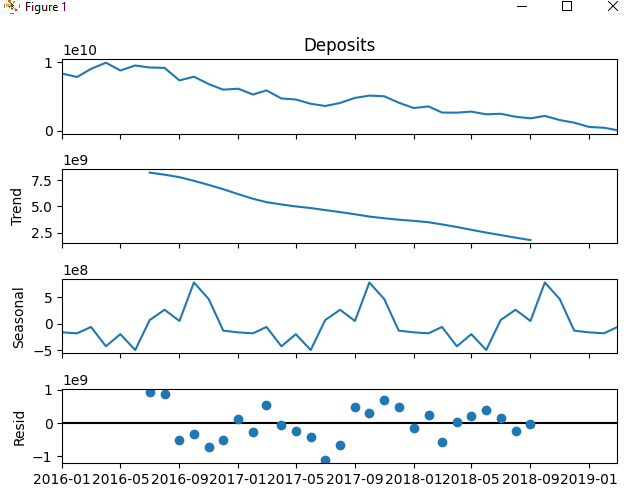 Figure 1
Deposits
1e10
1
0
1e9
7.5
5.0
2.5
Trend
1e8
5
0
−5
Seasonal
1e9
1
0
−1
Resid
2016-01 2016-05 2016-09 2017-01 2017-05 2017-09 2018-01 2018-05 2018-09 2019-01